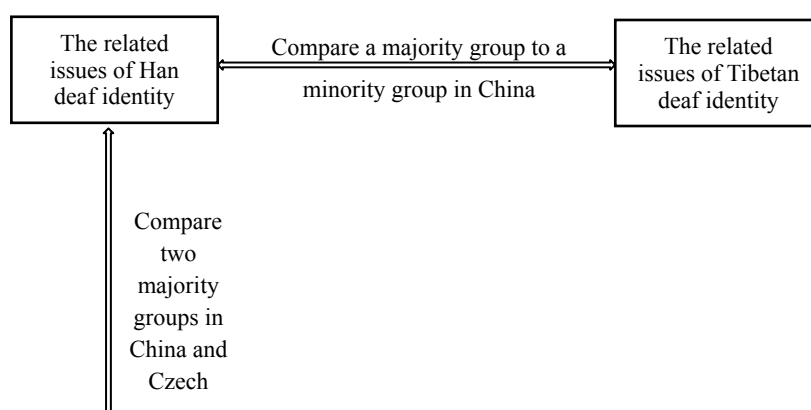 The related
issues of Han
deaf identity
Compare a majority group to a
minority group in China
The related
issues of Tibetan
deaf identity
Compare
two
majority
groups in
China and
Czech